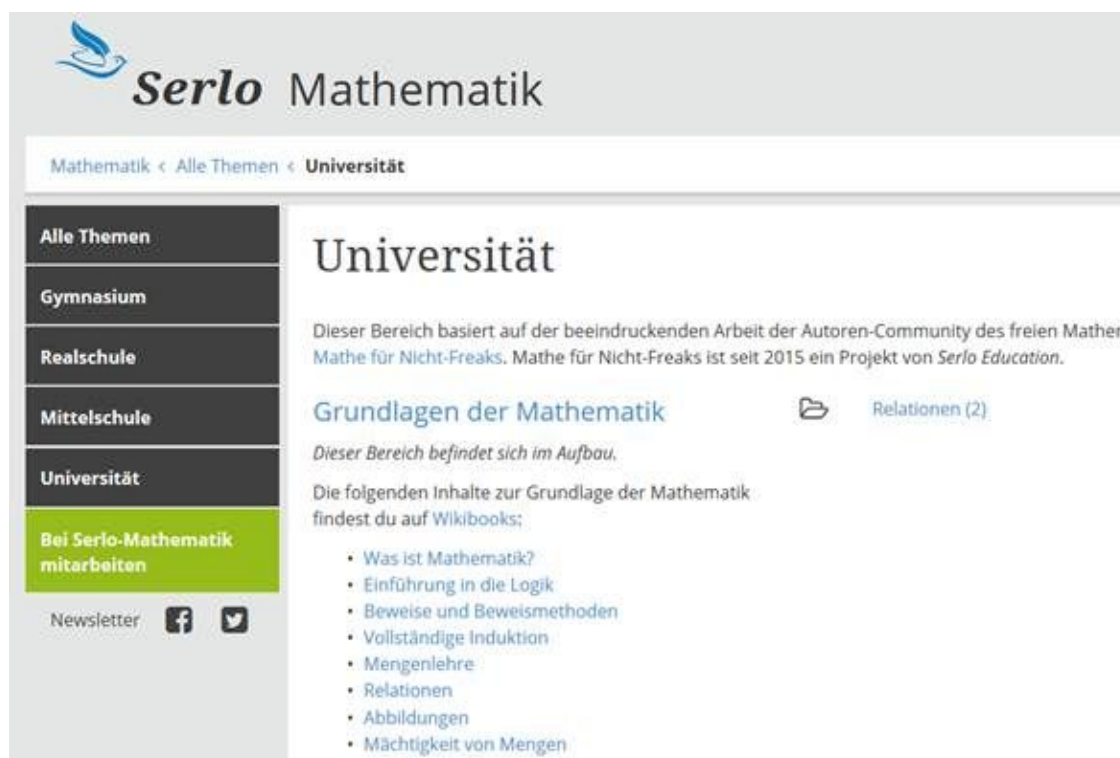 Serlo Mathematik
Mathematik < Alle Themen < Universität
Alle Themen
Gymnasium
Realschule
Mittelschule
Universität
Bei Serlo-Mathematik
mitarbeiten
Newsletter
Universität
Dieser Bereich basiert auf der beeindruckenden Arbeit der Autoren-Community des freien
Mathe für Nicht-Freaks. Mathe für Nicht-Freaks ist seit 2015 ein Projekt von Serlo Education.
Grundlagen der Mathematik
Relationen (2)
Dieser Bereich befindet sich im Aufbau.
Die folgenden Inhalte zur Grundlage der Mathematik
findest du auf Wikibooks:
• Was ist Mathematik?
• Einführung in die Logik
• Beweise und Beweismethoden
• Vollständige Induktion
• Mengenlehre
• Relationen
• Abbildungen
• Mächtigkeit von Mengen